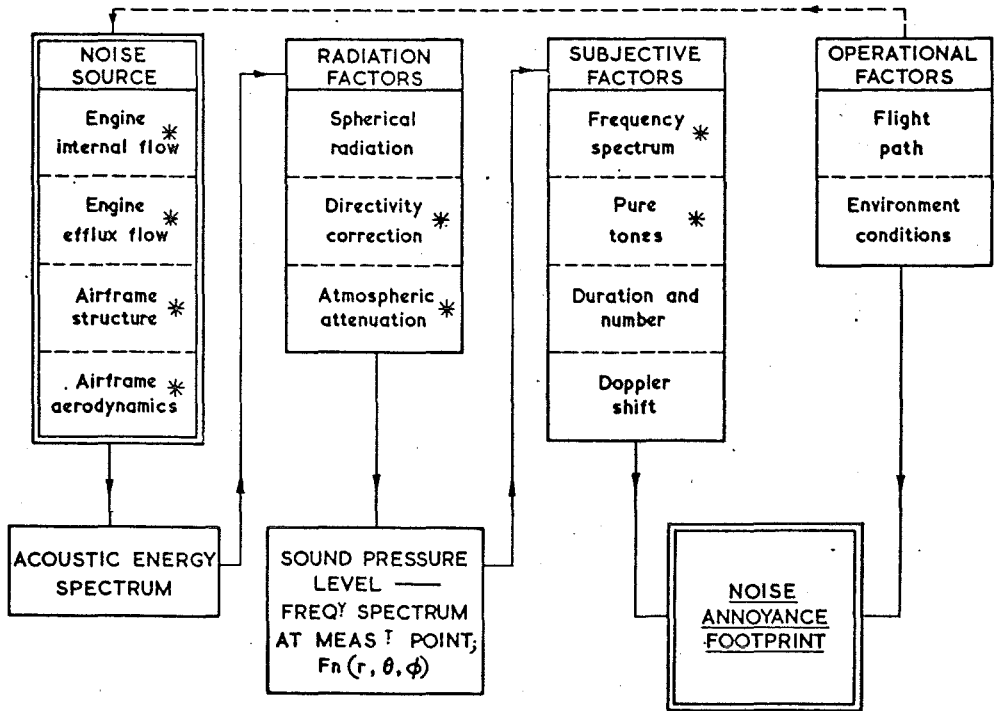 NOISE
SOURCE
Engine
internal flow *
Engine
efflux flow *
Airframe
structure *
Airframe
aerodynamics *
ACOUSTIC ENERGY
SPECTRUM
RADIATION
FACTORS
Spherical
radiation
Directivity
correction *
Atmospheric
attenuation *
SOUND PRESSURE
LEVEL —
FREQY SPECTRUM
AT MEAST POINT;
Fn (r, θ, ϕ)
SUBJECTIVE
FACTORS
Frequency
spectrum *
Pure
tones *
Duration and
number
Doppler
shift
OPERATIONAL
FACTORS
Flight
path
Environment
conditions
NOISE
ANNOYANCE
FOOTPRINT